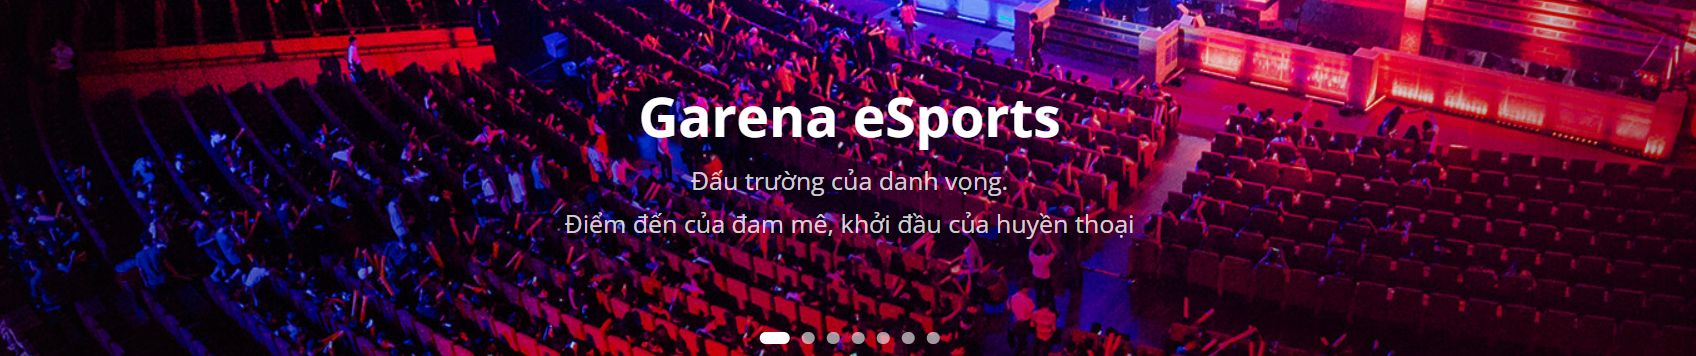 Garena eSports
Đấu trường của danh vọng.
Điểm đến của đam mê, khởi đầu của huyền thoại